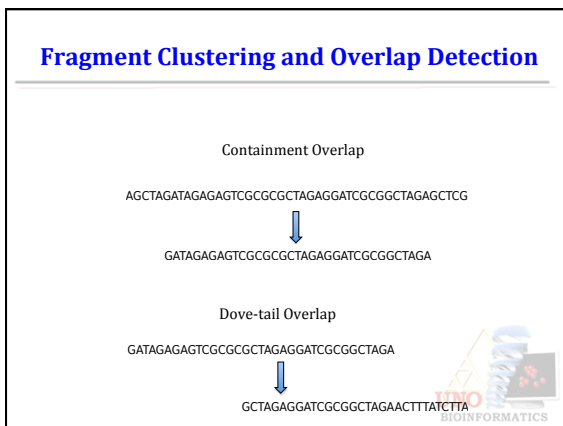 Fragment Clustering and Overlap Detection
Containment Overlap
AGCTAGATAGAGAGTCGCGCGCTAGAGGATCGCGGCTAGAGCTCG
GATAGAGAGTCGCGCGCTAGAGGATCGCGGCTAGA
Dove-tail Overlap
GATAGAGAGTCGCGCGCTAGAGGATCGCGGCTAGA
GCTAGAGGATCGCGGCTAGAACTTTATCTTA
UNO
BIOINFORMATICS